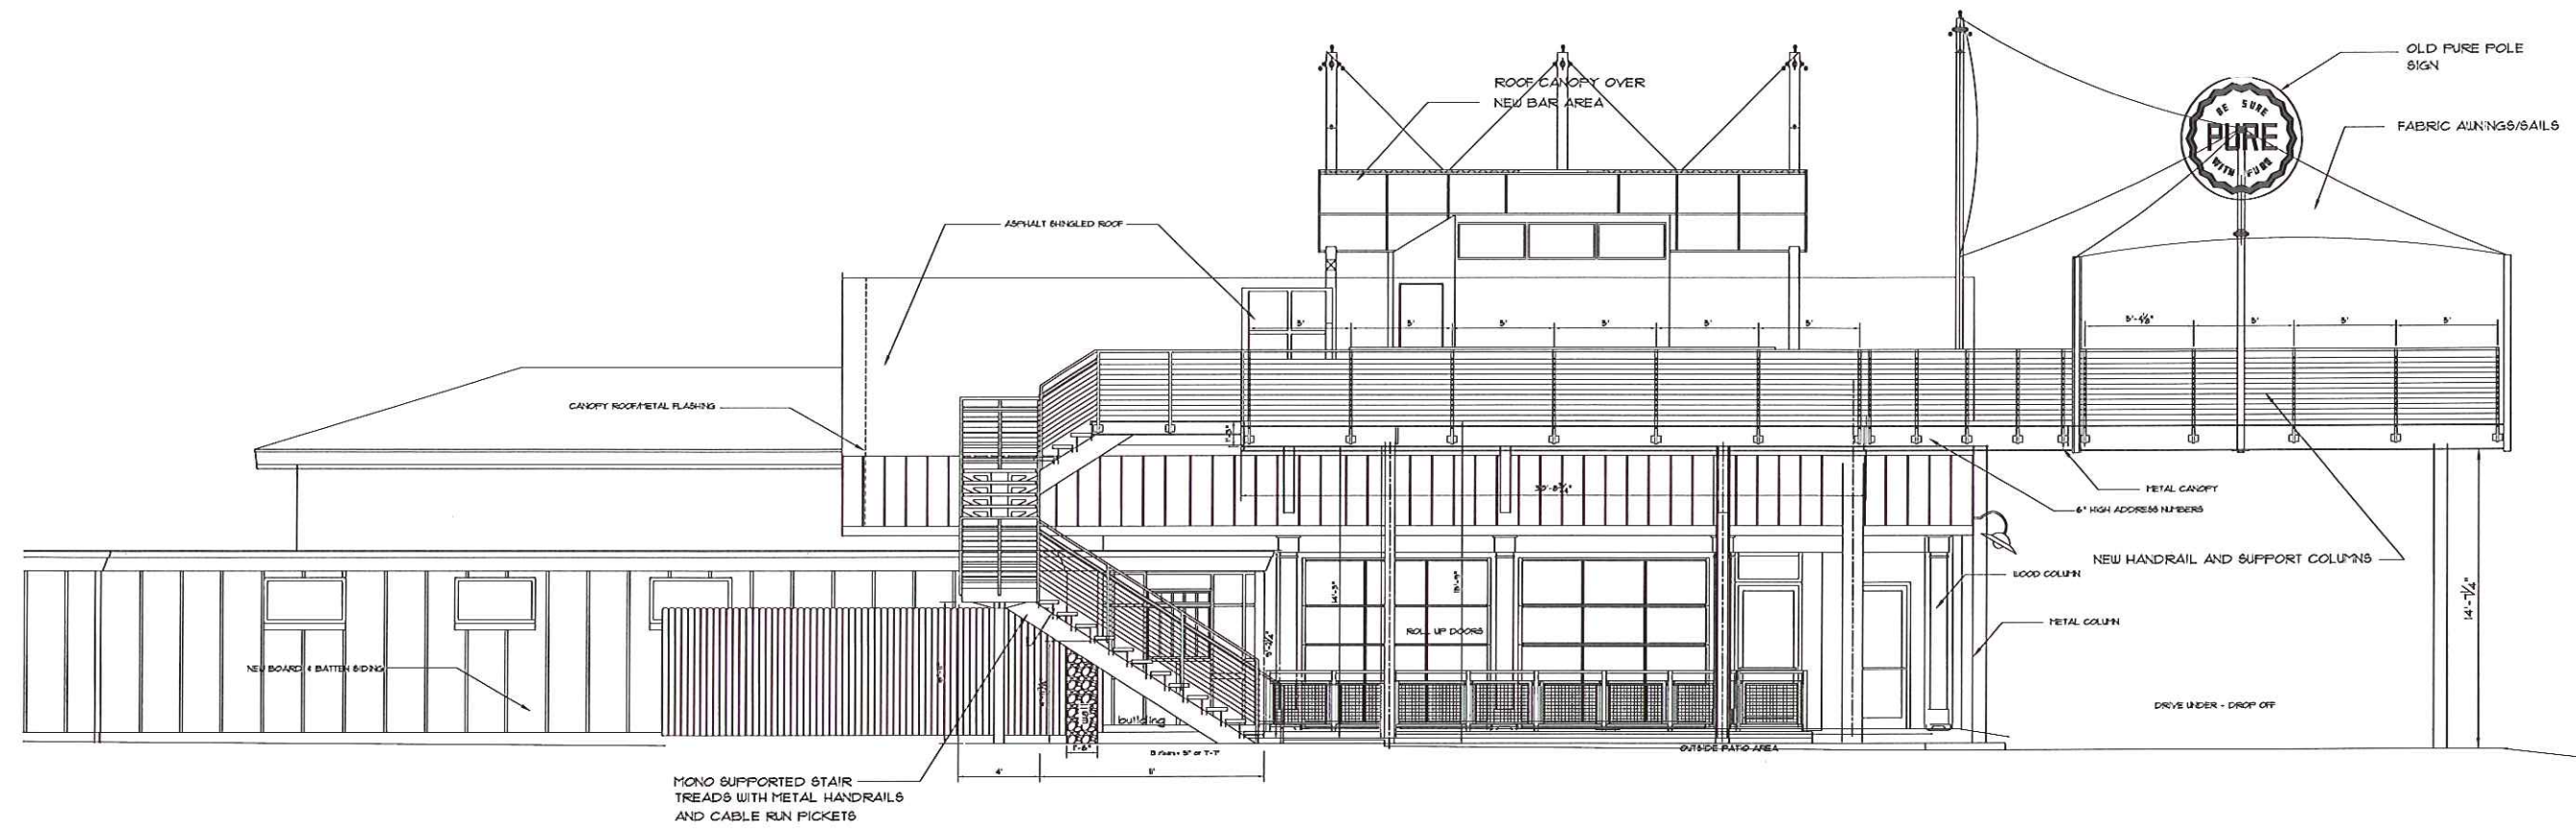 OLD PURE POLE
SIGN
ROOF CANOPY OVER
NEW BAR AREA
BE SURE
PURE
WITH PURE
FABRIC AWNINGS/SAILS
ASPHALT SHINGLED ROOF
5'
5'
5'
5'
5'
5'
5'
5'
5'
CANOPY ROOF/METAL FLASHING
METAL CANOPY
6" HIGH ADDRESS NUMBERS
NEW HANDRAIL AND SUPPORT COLUMNS
WOOD COLUMN
14'-7¼"
METAL COLUMN
ROLL UP DOORS
NEW BOARD & BATTEN SIDING
DRIVE UNDER - DROP OFF
building
1'-6"
OUTSIDE PATIO AREA
4'
11'
MONO SUPPORTED STAIR
TREADS WITH METAL HANDRAILS
AND CABLE RUN PICKETS